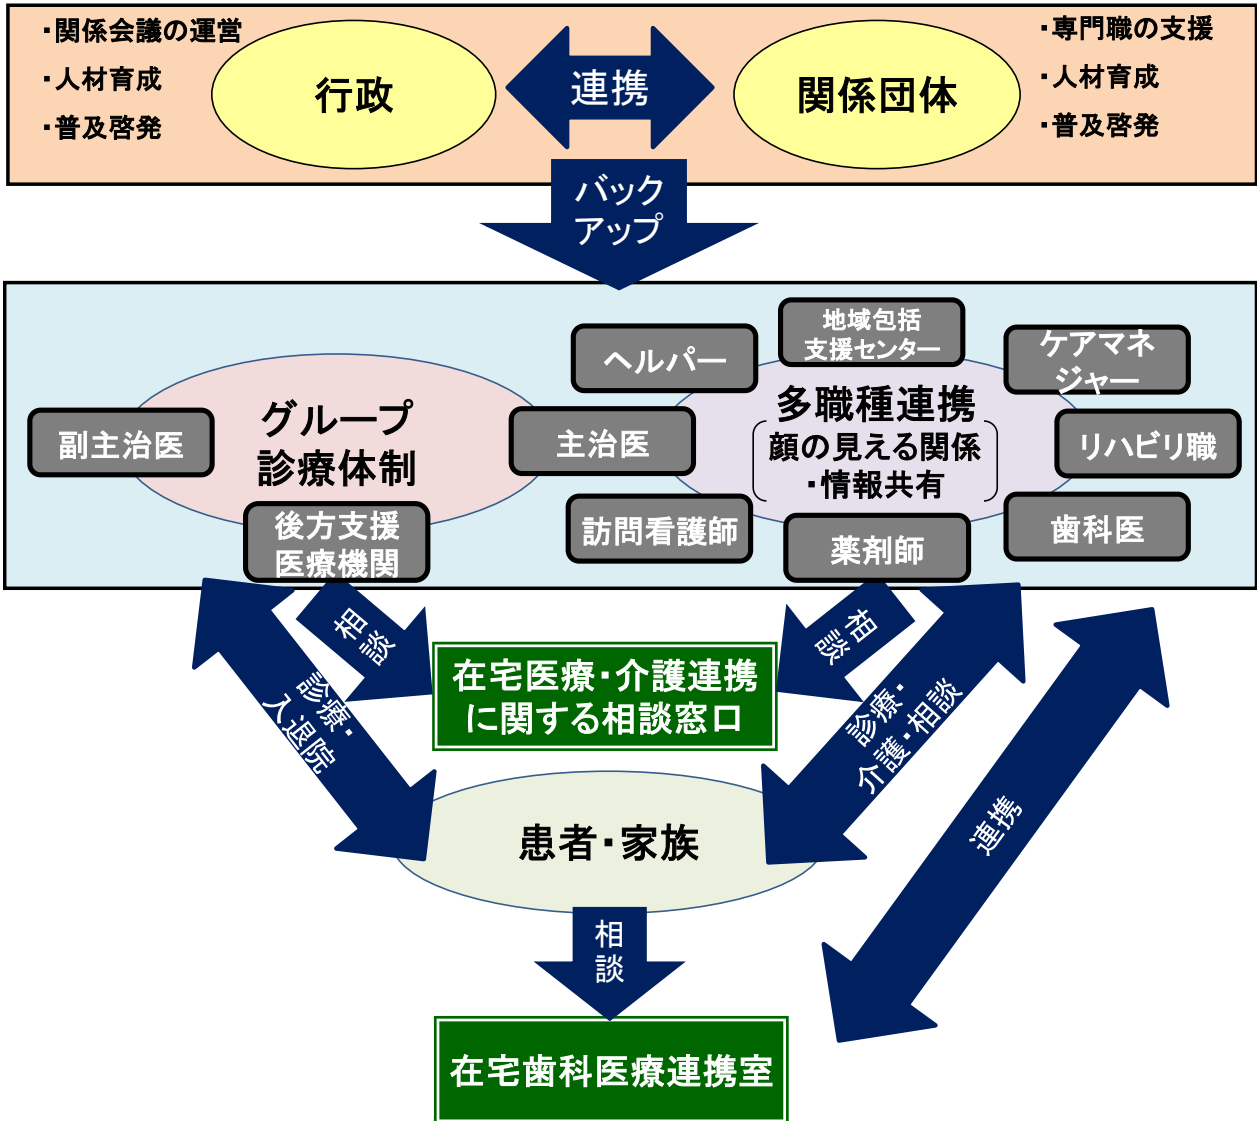 ・関係会議の運営
・人材育成
・普及啓発
行政
連携
関係団体
・専門職の支援
・人材育成
・普及啓発
バック
アップ
グループ
診療体制
副主治医
後方支援
医療機関
主治医
ヘルパー
地域包括
支援センター
ケアマネ
ジャー
多職種連携
顔の見える関係
・情報共有
リハビリ職
訪問看護師
薬剤師
歯科医
相談
相談
在宅医療・介護連携
に関する相談窓口
診療・
入退院
診療・
介護・相談
連携
患者・家族
相
談
在宅歯科医療連携室